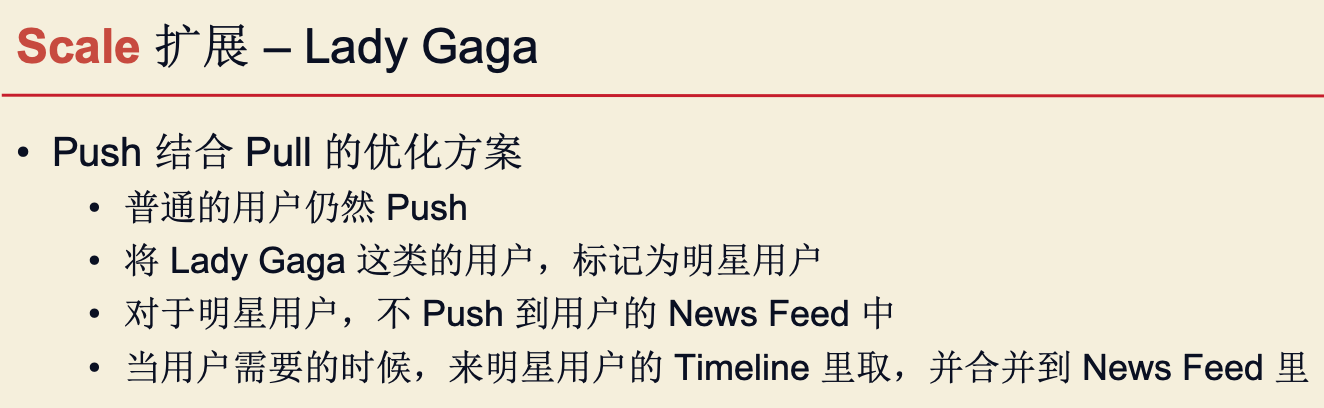 Scale 扩展 – Lady Gaga
• Push 结合 Pull 的优化方案
• 普通的用户仍然 Push
• 将 Lady Gaga 这类的用户，标记为明星用户
• 对于明星用户，不 Push 到用户的 News Feed 中
• 当用户需要的时候，来明星用户的 Timeline 里取，并合并到 News Feed 里